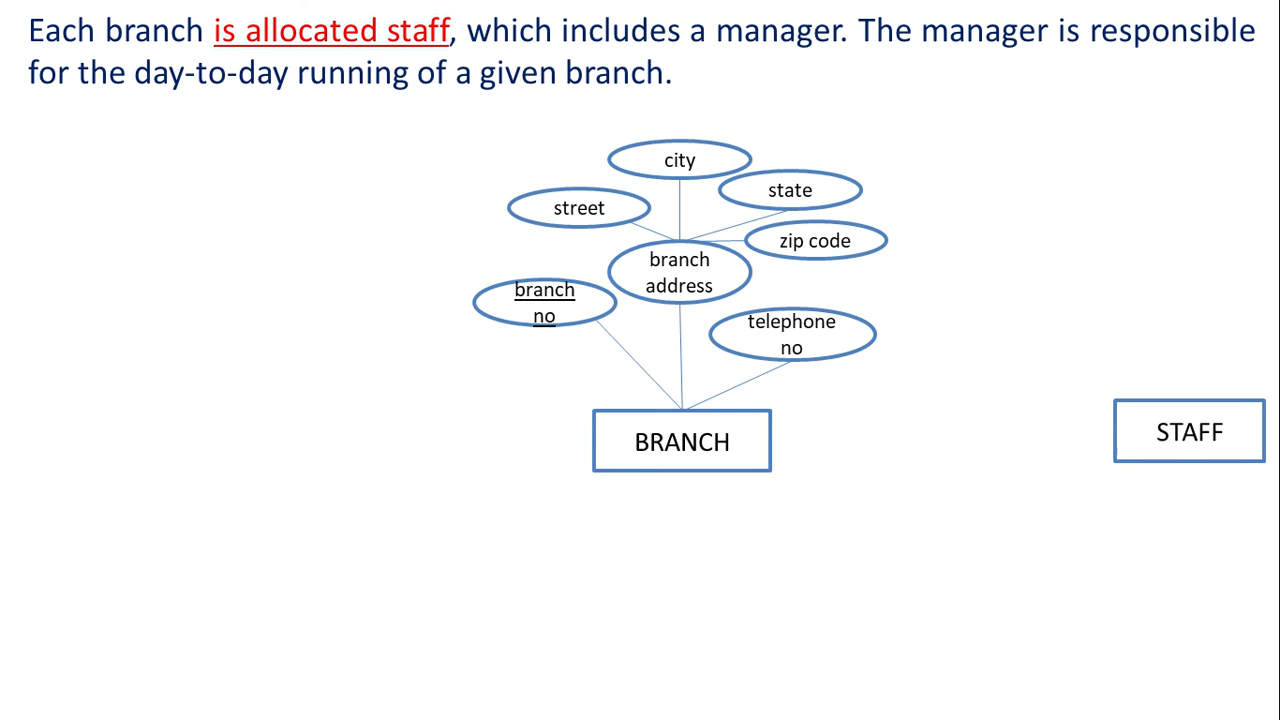 Each branch is allocated staff, which includes a manager. The manager is responsible
for the day-to-day running of a given branch.
city
state
street
zip code
branch
address
branch
no
telephone
no
BRANCH
STAFF